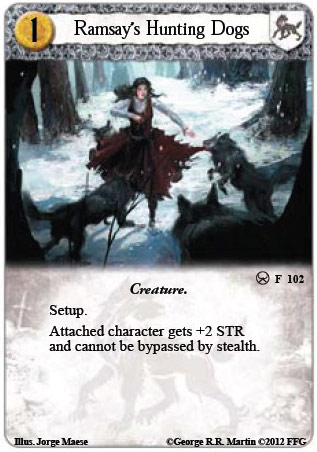 1 Ramsay's Hunting Dogs
F 102
Creature.
Setup.
Attached character gets +2 STR
and cannot be bypassed by stealth.
Illus. Jorge Maese ©George R.R. Martin ©2012 FFG